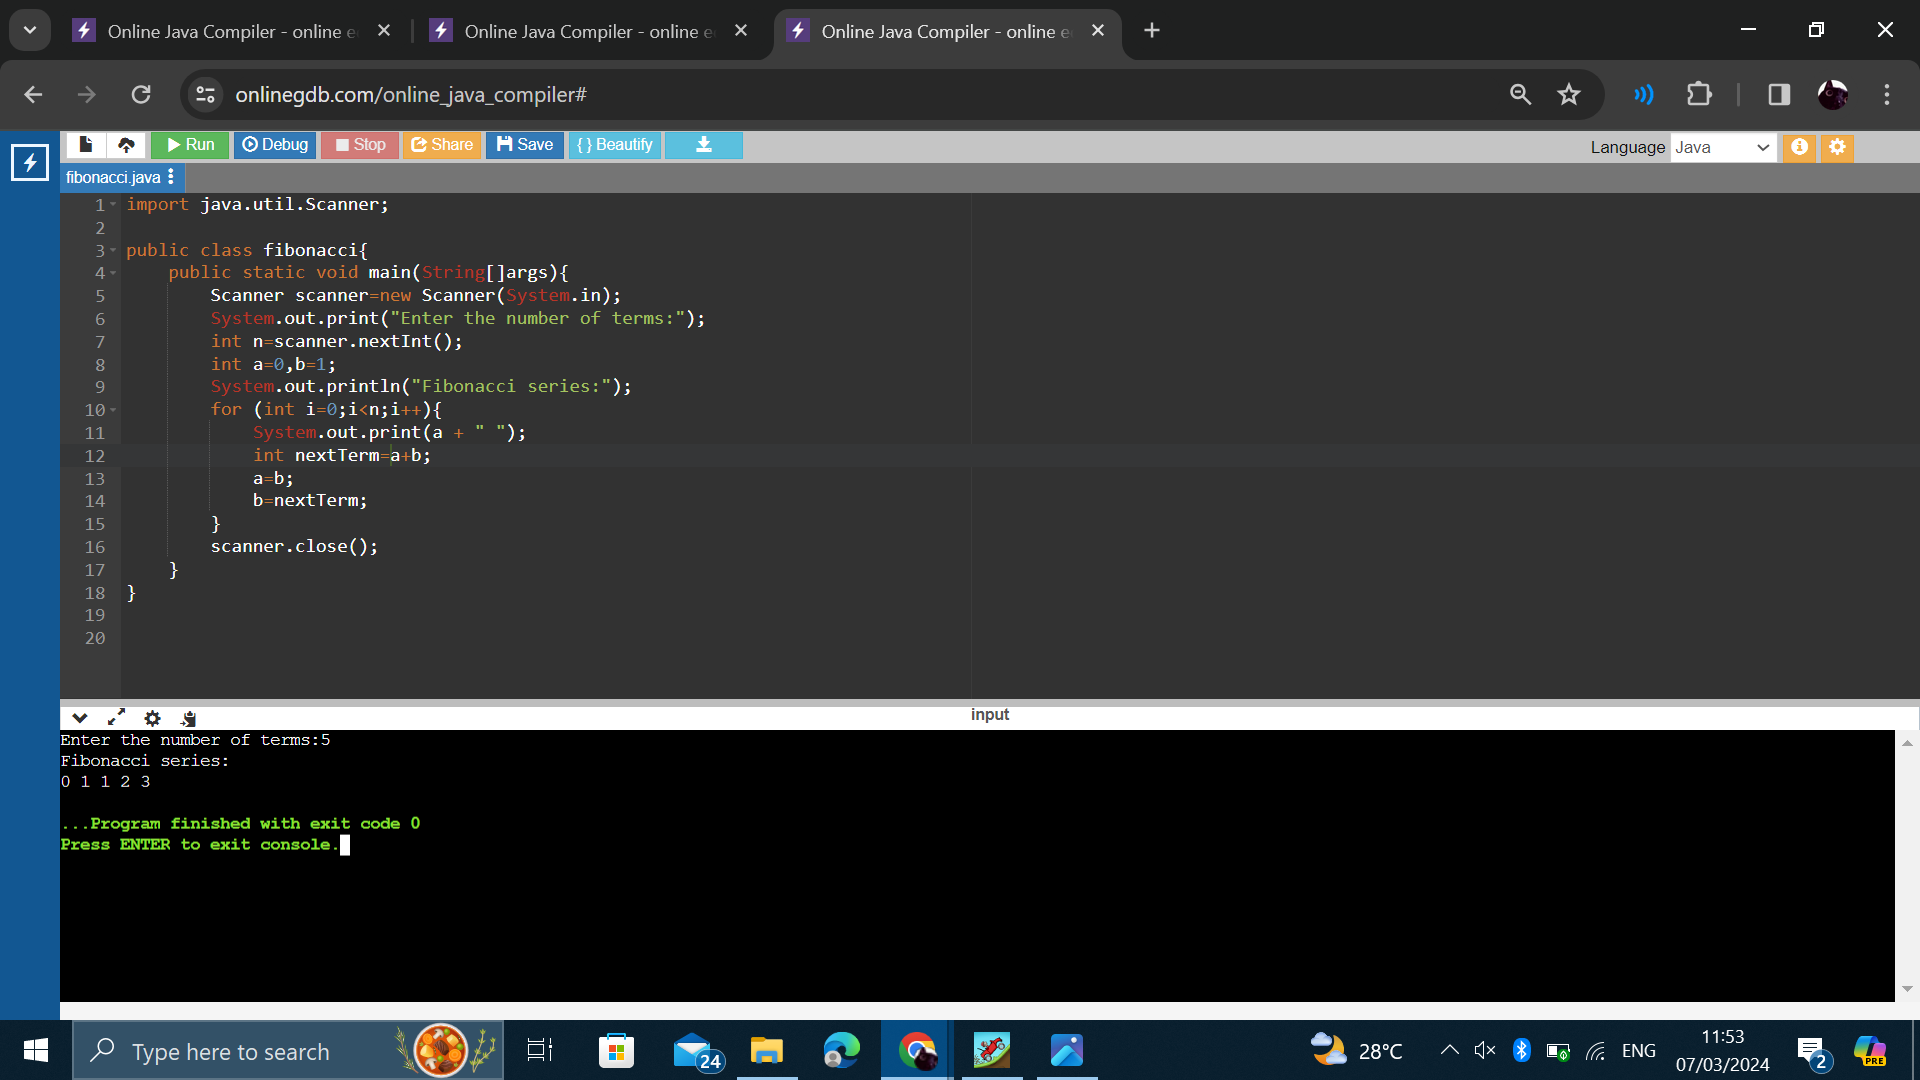 Online Java Compiler - online e
Online Java Compiler - online e
Online Java Compiler - online e
onlinegdb.com/online_java_compiler#
Run
Debug
Stop
Share
Save
{ } Beautify
Language
Java
fibonacci.java
1 import java.util.Scanner;
2
3 public class fibonacci{
4 public static void main(String[]args){
5 Scanner scanner=new Scanner(System.in);
6 System.out.print("Enter the number of terms:");
7 int n=scanner.nextInt();
8 int a=0,b=1;
9 System.out.println("Fibonacci series:");
10 for (int i=0;i<n;i++){
11 System.out.print(a + " ");
12 int nextTerm=a+b;
13 a=b;
14 b=nextTerm;
15 }
16 scanner.close();
17 }
18 }
19
20
input
Enter the number of terms:5
Fibonacci series:
0 1 1 2 3
...Program finished with exit code 0
Press ENTER to exit console.
Type here to search
24
28°C
ENG
11:53
07/03/2024
2
PRE